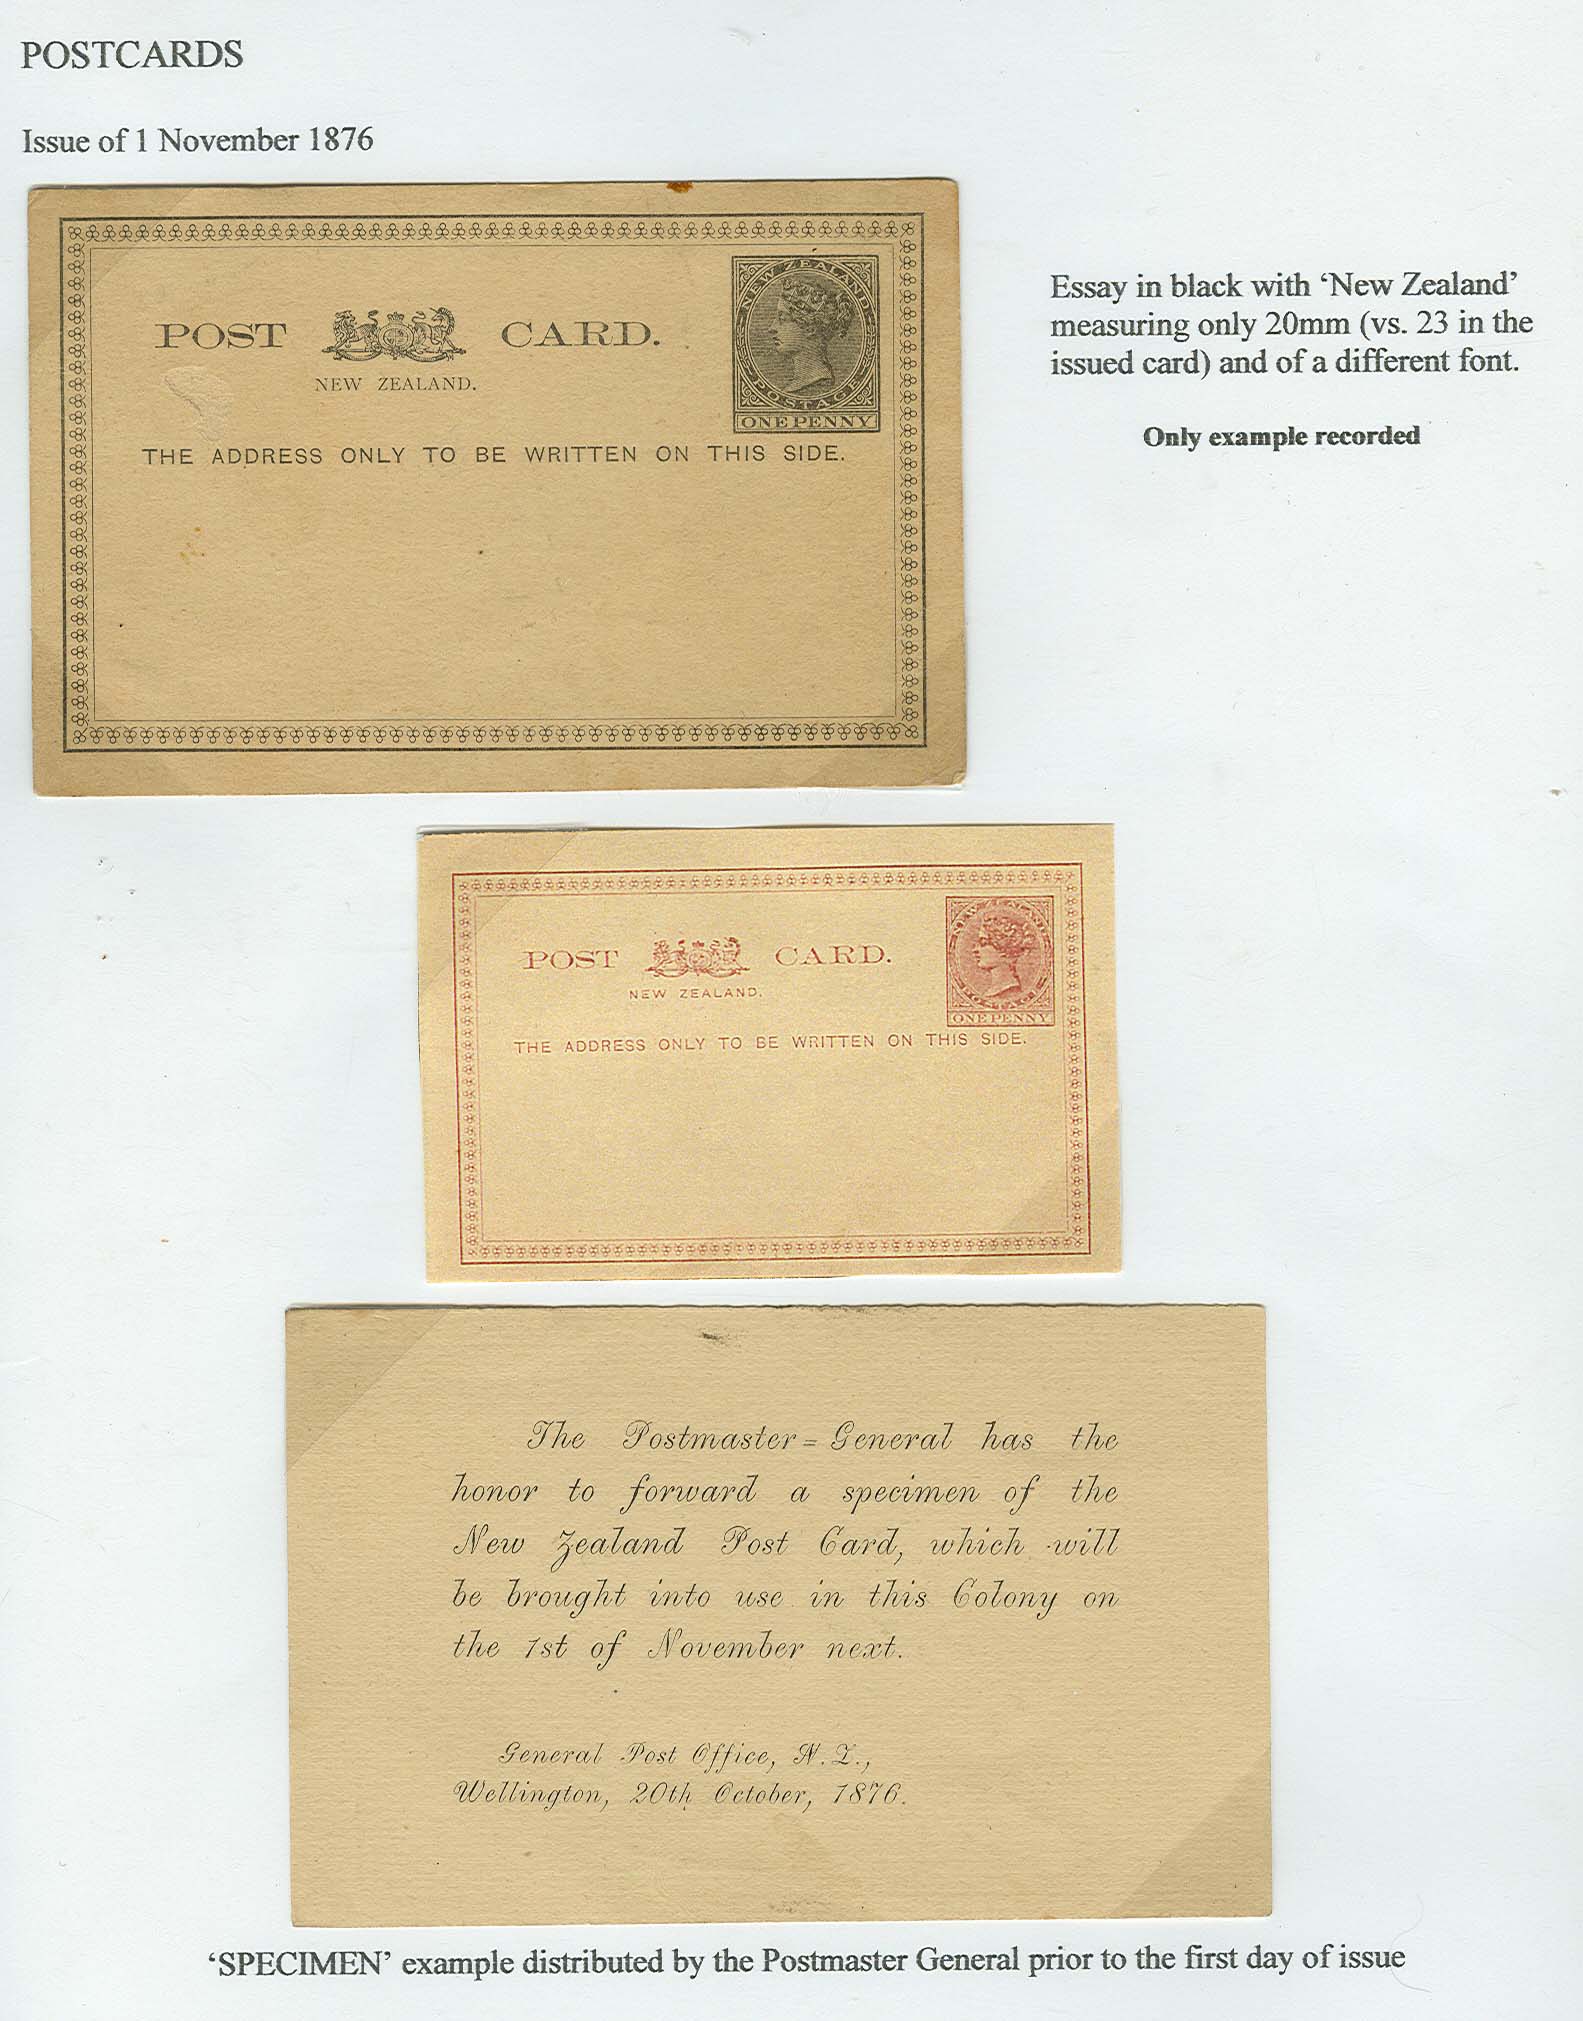 POSTCARDS
Issue of 1 November 1876
NEW ZEALAND
POST CARD.
NEW ZEALAND.
POSTAGE
ONE PENNY
THE ADDRESS ONLY TO BE WRITTEN ON THIS SIDE.
Essay in black with ‘New Zealand’
measuring only 20mm (vs. 23 in the
issued card) and of a different font.
Only example recorded
NEW ZEALAND
POST CARD.
NEW ZEALAND.
POSTAGE
ONE PENNY
THE ADDRESS ONLY TO BE WRITTEN ON THIS SIDE.
The Postmaster=General has the
honor to forward a specimen of the
New Zealand Post Card, which will
be brought into use in this Colony on
the 1st of November next.
General Post Office, N.Z.,
Wellington, 20th October, 1876.
‘SPECIMEN’ example distributed by the Postmaster General prior to the first day of issue